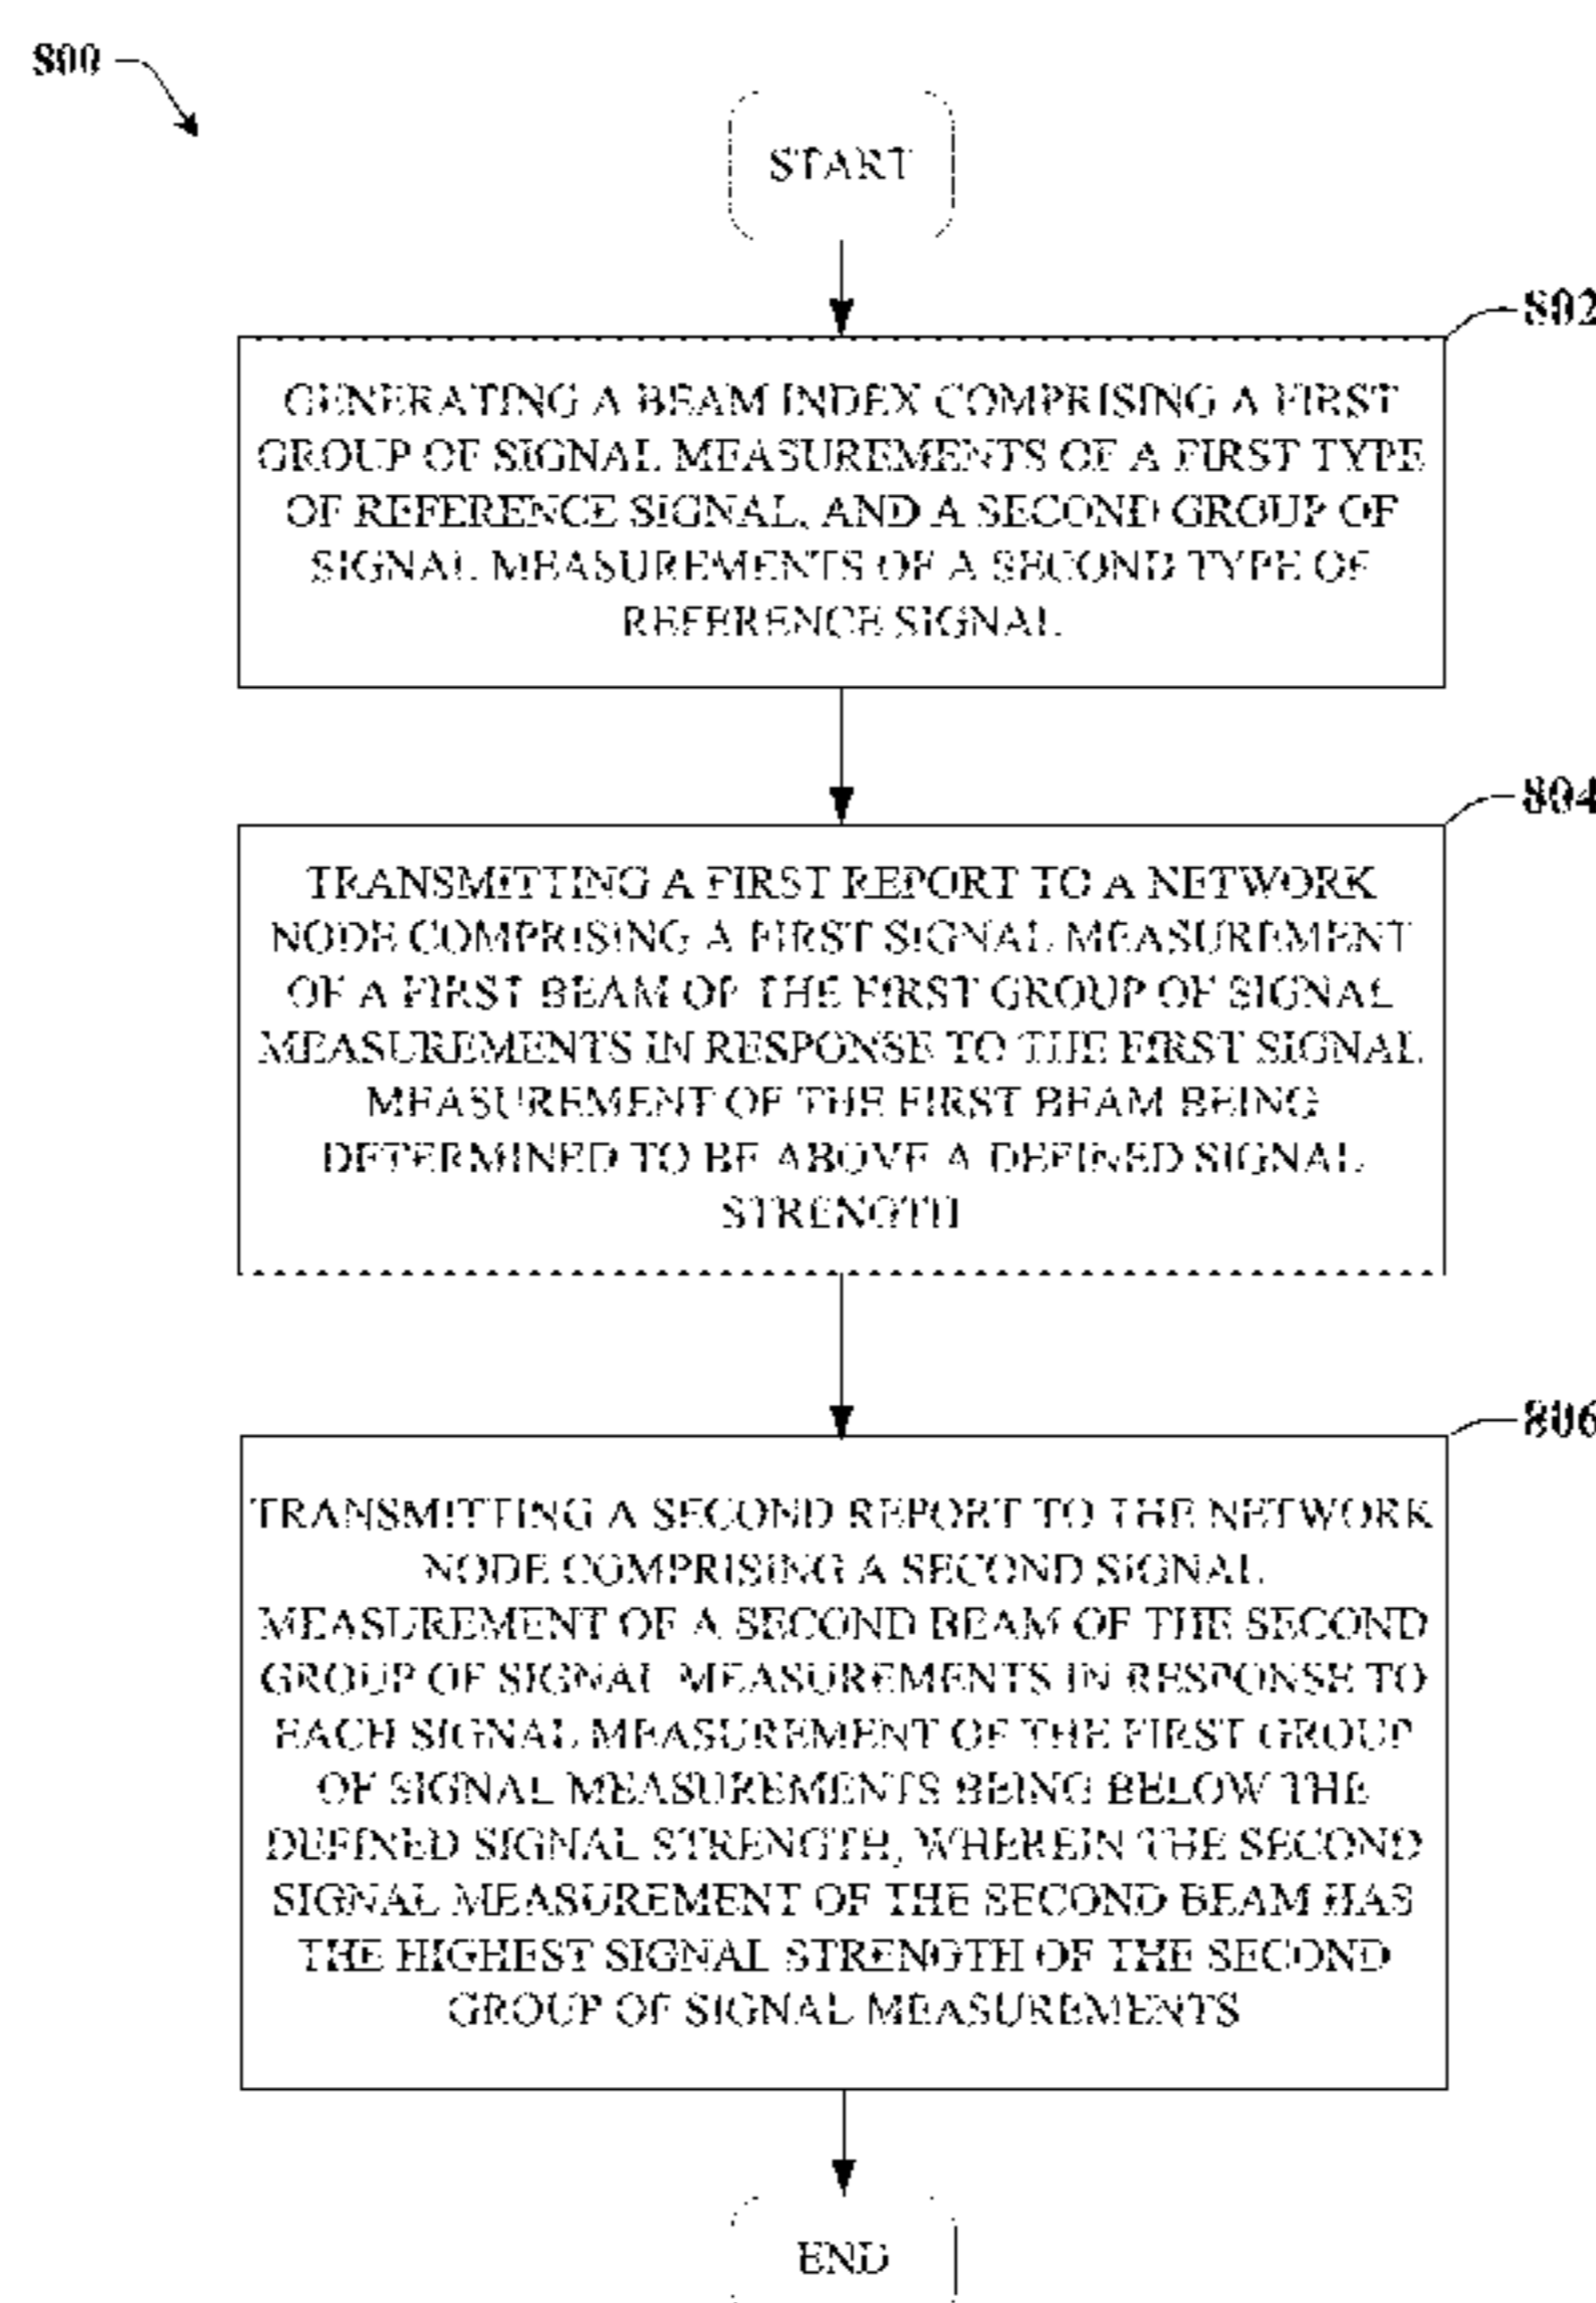 800
START
802
GENERATING A BEAM INDEX COMPRISING A FIRST
GROUP OF SIGNAL MEASUREMENTS OF A FIRST TYPE
OF REFERENCE SIGNAL, AND A SECOND GROUP OF
SIGNAL MEASUREMENTS OF A SECOND TYPE OF
REFERENCE SIGNAL
804
TRANSMITTING A FIRST REPORT TO A NETWORK
NODE COMPRISING A FIRST SIGNAL MEASUREMENT
OF A FIRST BEAM OF THE FIRST GROUP OF SIGNAL
MEASUREMENTS IN RESPONSE TO THE FIRST SIGNAL
MEASUREMENT OF THE FIRST BEAM BEING
DETERMINED TO BE ABOVE A DEFINED SIGNAL
STRENGTH
806
TRANSMITTING A SECOND REPORT TO THE NETWORK
NODE COMPRISING A SECOND SIGNAL
MEASUREMENT OF A SECOND BEAM OF THE SECOND
GROUP OF SIGNAL MEASUREMENTS IN RESPONSE TO
EACH SIGNAL MEASUREMENT OF THE FIRST GROUP
OF SIGNAL MEASUREMENTS BEING BELOW THE
DEFINED SIGNAL STRENGTH, WHEREIN THE SECOND
SIGNAL MEASUREMENT OF THE SECOND BEAM HAS
THE HIGHEST SIGNAL STRENGTH OF THE SECOND
GROUP OF SIGNAL MEASUREMENTS
END